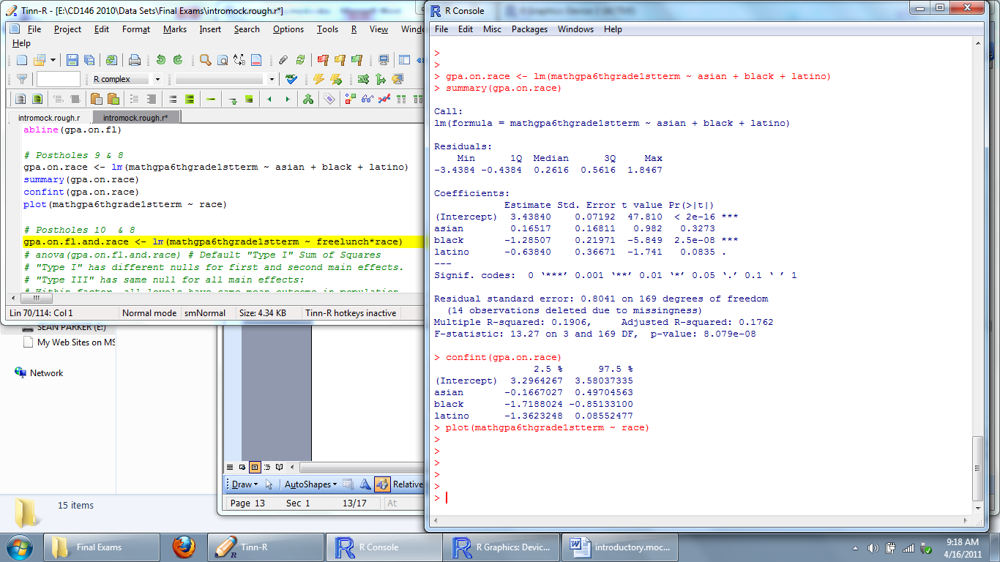 Tinn-R - [E:\CD146 2010\Data Sets\Final Exams\intromock.rough.r*]
File Project Edit Format Marks Insert Search Options Tools R View Windo
Help
R complex
intromock.rough.r intromock.rough.r*
abline(gpa.on.fl)
# Postholes 9 & 8
gpa.on.race <- lm(mathgpa6thgrade1stterm ~ asian + black + latino)
summary(gpa.on.race)
confint(gpa.on.race)
plot(mathgpa6thgrade1stterm ~ race)
# Postholes 10  & 8
gpa.on.fl.and.race <- lm(mathgpa6thgrade1stterm ~ freelunch*race)
# anova(gpa.on.fl.and.race) # Default "Type I" Sum of Squares
# "Type I" has different nulls for first and second main effects.
# "Type III" has same null for all main effects:
Lin 70/114: Col 1 Normal mode smNormal Size: 4.34 KB Tinn-R hotkeys inactive
SEAN PARKER (E:)
My Web Sites on MS
Network
15 items
Draw AutoShapes Relative
Page 13 Sec 1 13/17 At
R Console
File Edit Misc Packages Windows Help
>
>
> gpa.on.race <- lm(mathgpa6thgrade1stterm ~ asian + black + latino)
> summary(gpa.on.race)
Call:
lm(formula = mathgpa6thgrade1stterm ~ asian + black + latino)
Residuals:
    Min      1Q  Median      3Q     Max
-3.4384 -0.4384  0.2616  0.5616  1.8467
Coefficients:
            Estimate Std. Error t value Pr(>|t|)
(Intercept)  3.43840    0.07192  47.810  < 2e-16 ***
asian        0.16517    0.16811   0.982   0.3273
black       -1.28507    0.21971  -5.849  2.5e-08 ***
latino      -0.63840    0.36671  -1.741   0.0835 .
---
Signif. codes:  0 ‘***’ 0.001 ‘**’ 0.01 ‘*’ 0.05 ‘.’ 0.1 ‘ ’ 1
Residual standard error: 0.8041 on 169 degrees of freedom
  (14 observations deleted due to missingness)
Multiple R-squared: 0.1906,     Adjusted R-squared: 0.1762
F-statistic: 13.27 on 3 and 169 DF,  p-value: 8.079e-08
> confint(gpa.on.race)
                 2.5 %      97.5 %
(Intercept)  3.2964267  3.58037335
asian       -0.1667027  0.49704563
black       -1.7188024 -0.85133100
latino      -1.3623248  0.08552477
> plot(mathgpa6thgrade1stterm ~ race)
>
>
>
>
>
>
Final Exams Tinn-R R Console R Graphics: Devic... introductory.moc...
9:18 AM
4/16/2011